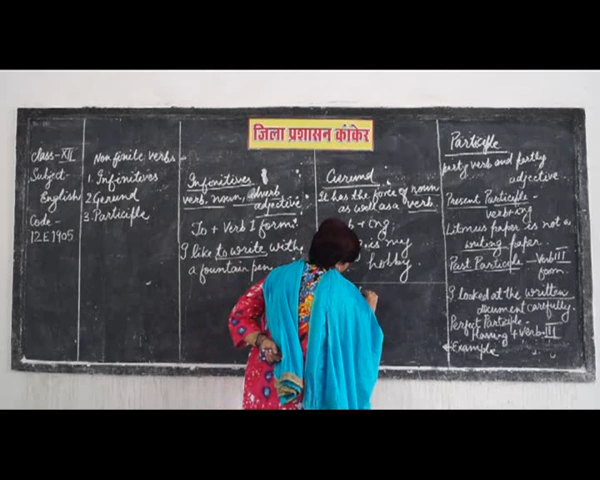 जिला प्रशासन कांकेर
class-XII
Subject-
English
Code-
12E1905
Non finite verbs-
1. Infinitives
2. Gerund
3. Participle
Infinitives
verb, noun, adverb
adjective
To + Verb I form
I like to write with
a fountain pen
Gerund
It has the force of noun
as well as a verb.
+ ing
is my
hobby.
Participle
party verb and partly
adjective
Present Participle -
verb-ing
Litmus paper is not a
writing paper.
Past Participle - Verb III
form.
I looked at the written
document carefully.
Perfect Participle-
Having + Verb III
Example